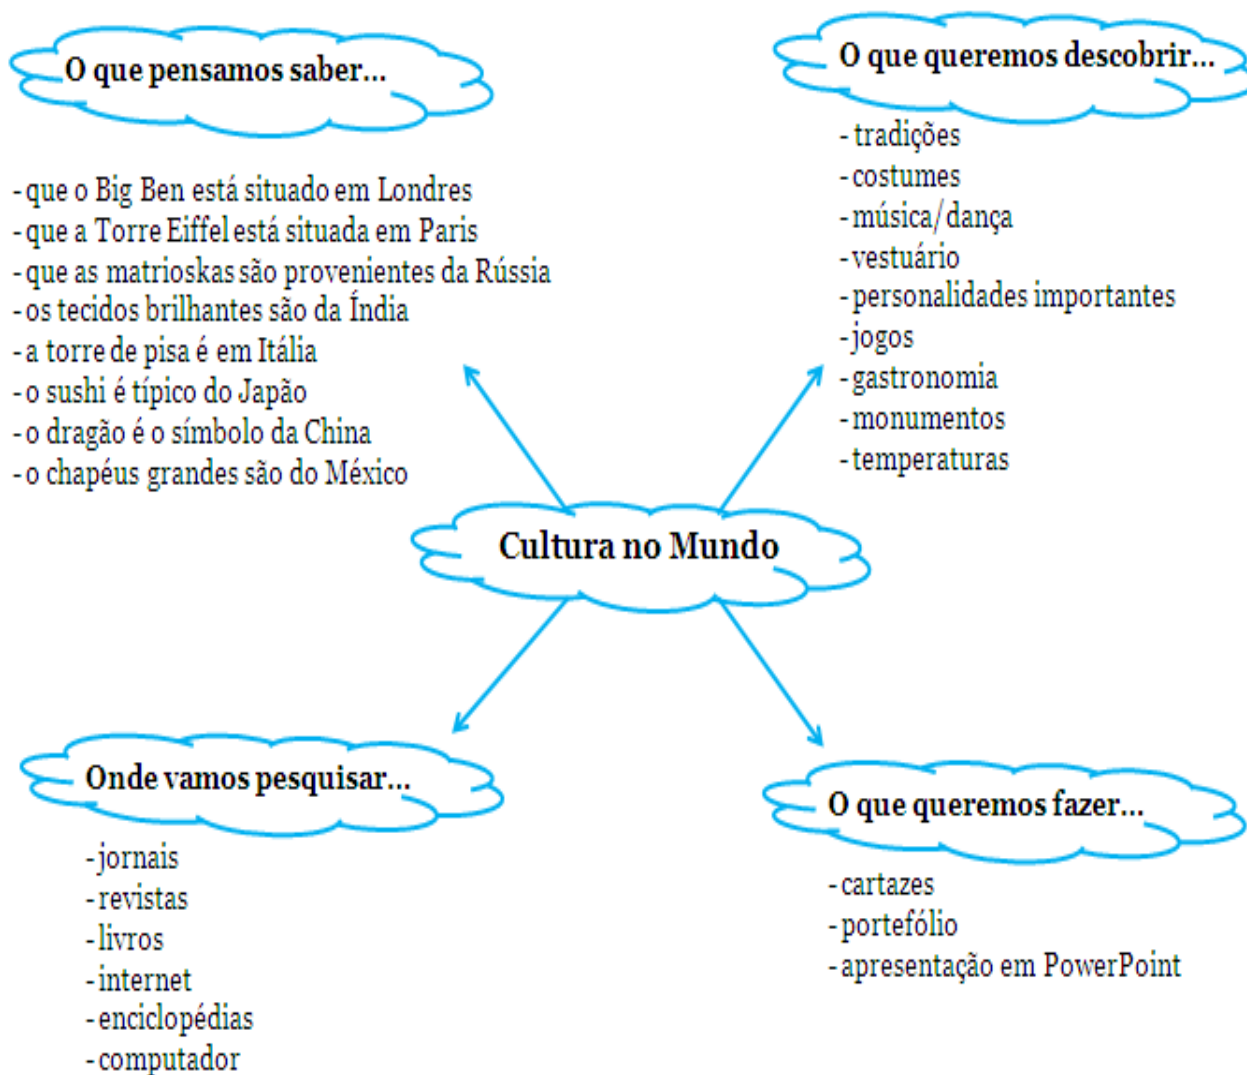 O que pensamos saber...
- que o Big Ben está situado em Londres
- que a Torre Eiffel está situada em Paris
- que as matrioskas são provenientes da Rússia
- os tecidos brilhantes são da Índia
- a torre de pisa é em Itália
- o sushi é típico do Japão
- o dragão é o símbolo da China
- o chapéus grandes são do México
O que queremos descobrir...
- tradições
- costumes
- música/dança
- vestuário
- personalidades importantes
- jogos
- gastronomia
- monumentos
- temperaturas
Cultura no Mundo
Onde vamos pesquisar...
- jornais
- revistas
- livros
- internet
- enciclopédias
- computador
O que queremos fazer...
- cartazes
- portefólio
- apresentação em PowerPoint